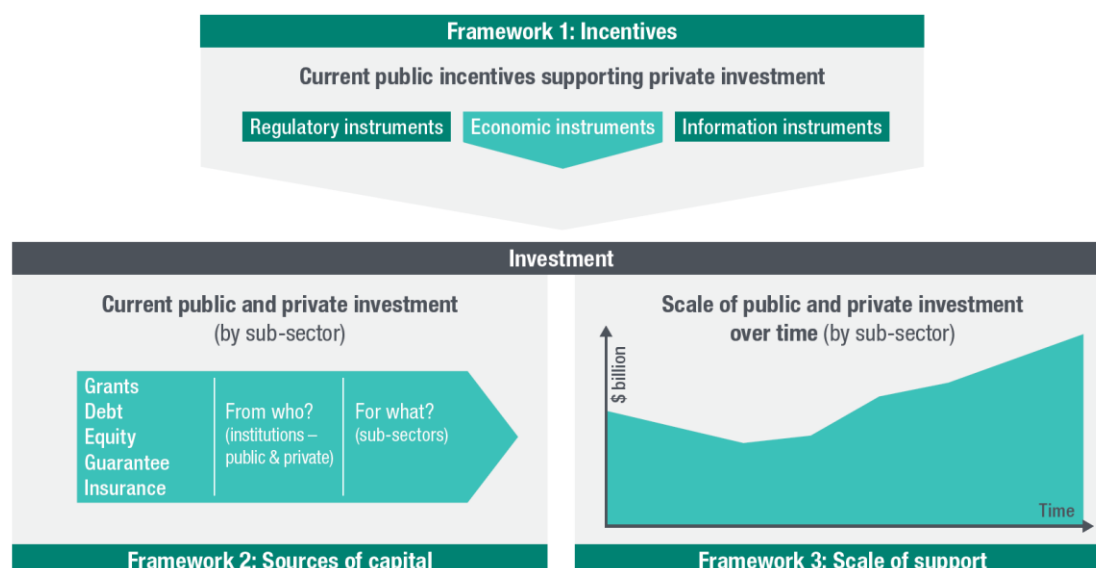 Framework 1: Incentives
Current public incentives supporting private investment
Regulatory instruments
Economic instruments
Information instruments
Investment
Current public and private investment
(by sub-sector)
Grants
Debt
Equity
Guarantee
Insurance
From who?
(institutions –
public & private)
For what?
(sub-sectors)
Framework 2: Sources of capital
Scale of public and private investment
over time (by sub-sector)
$ billion
Time
Framework 3: Scale of support